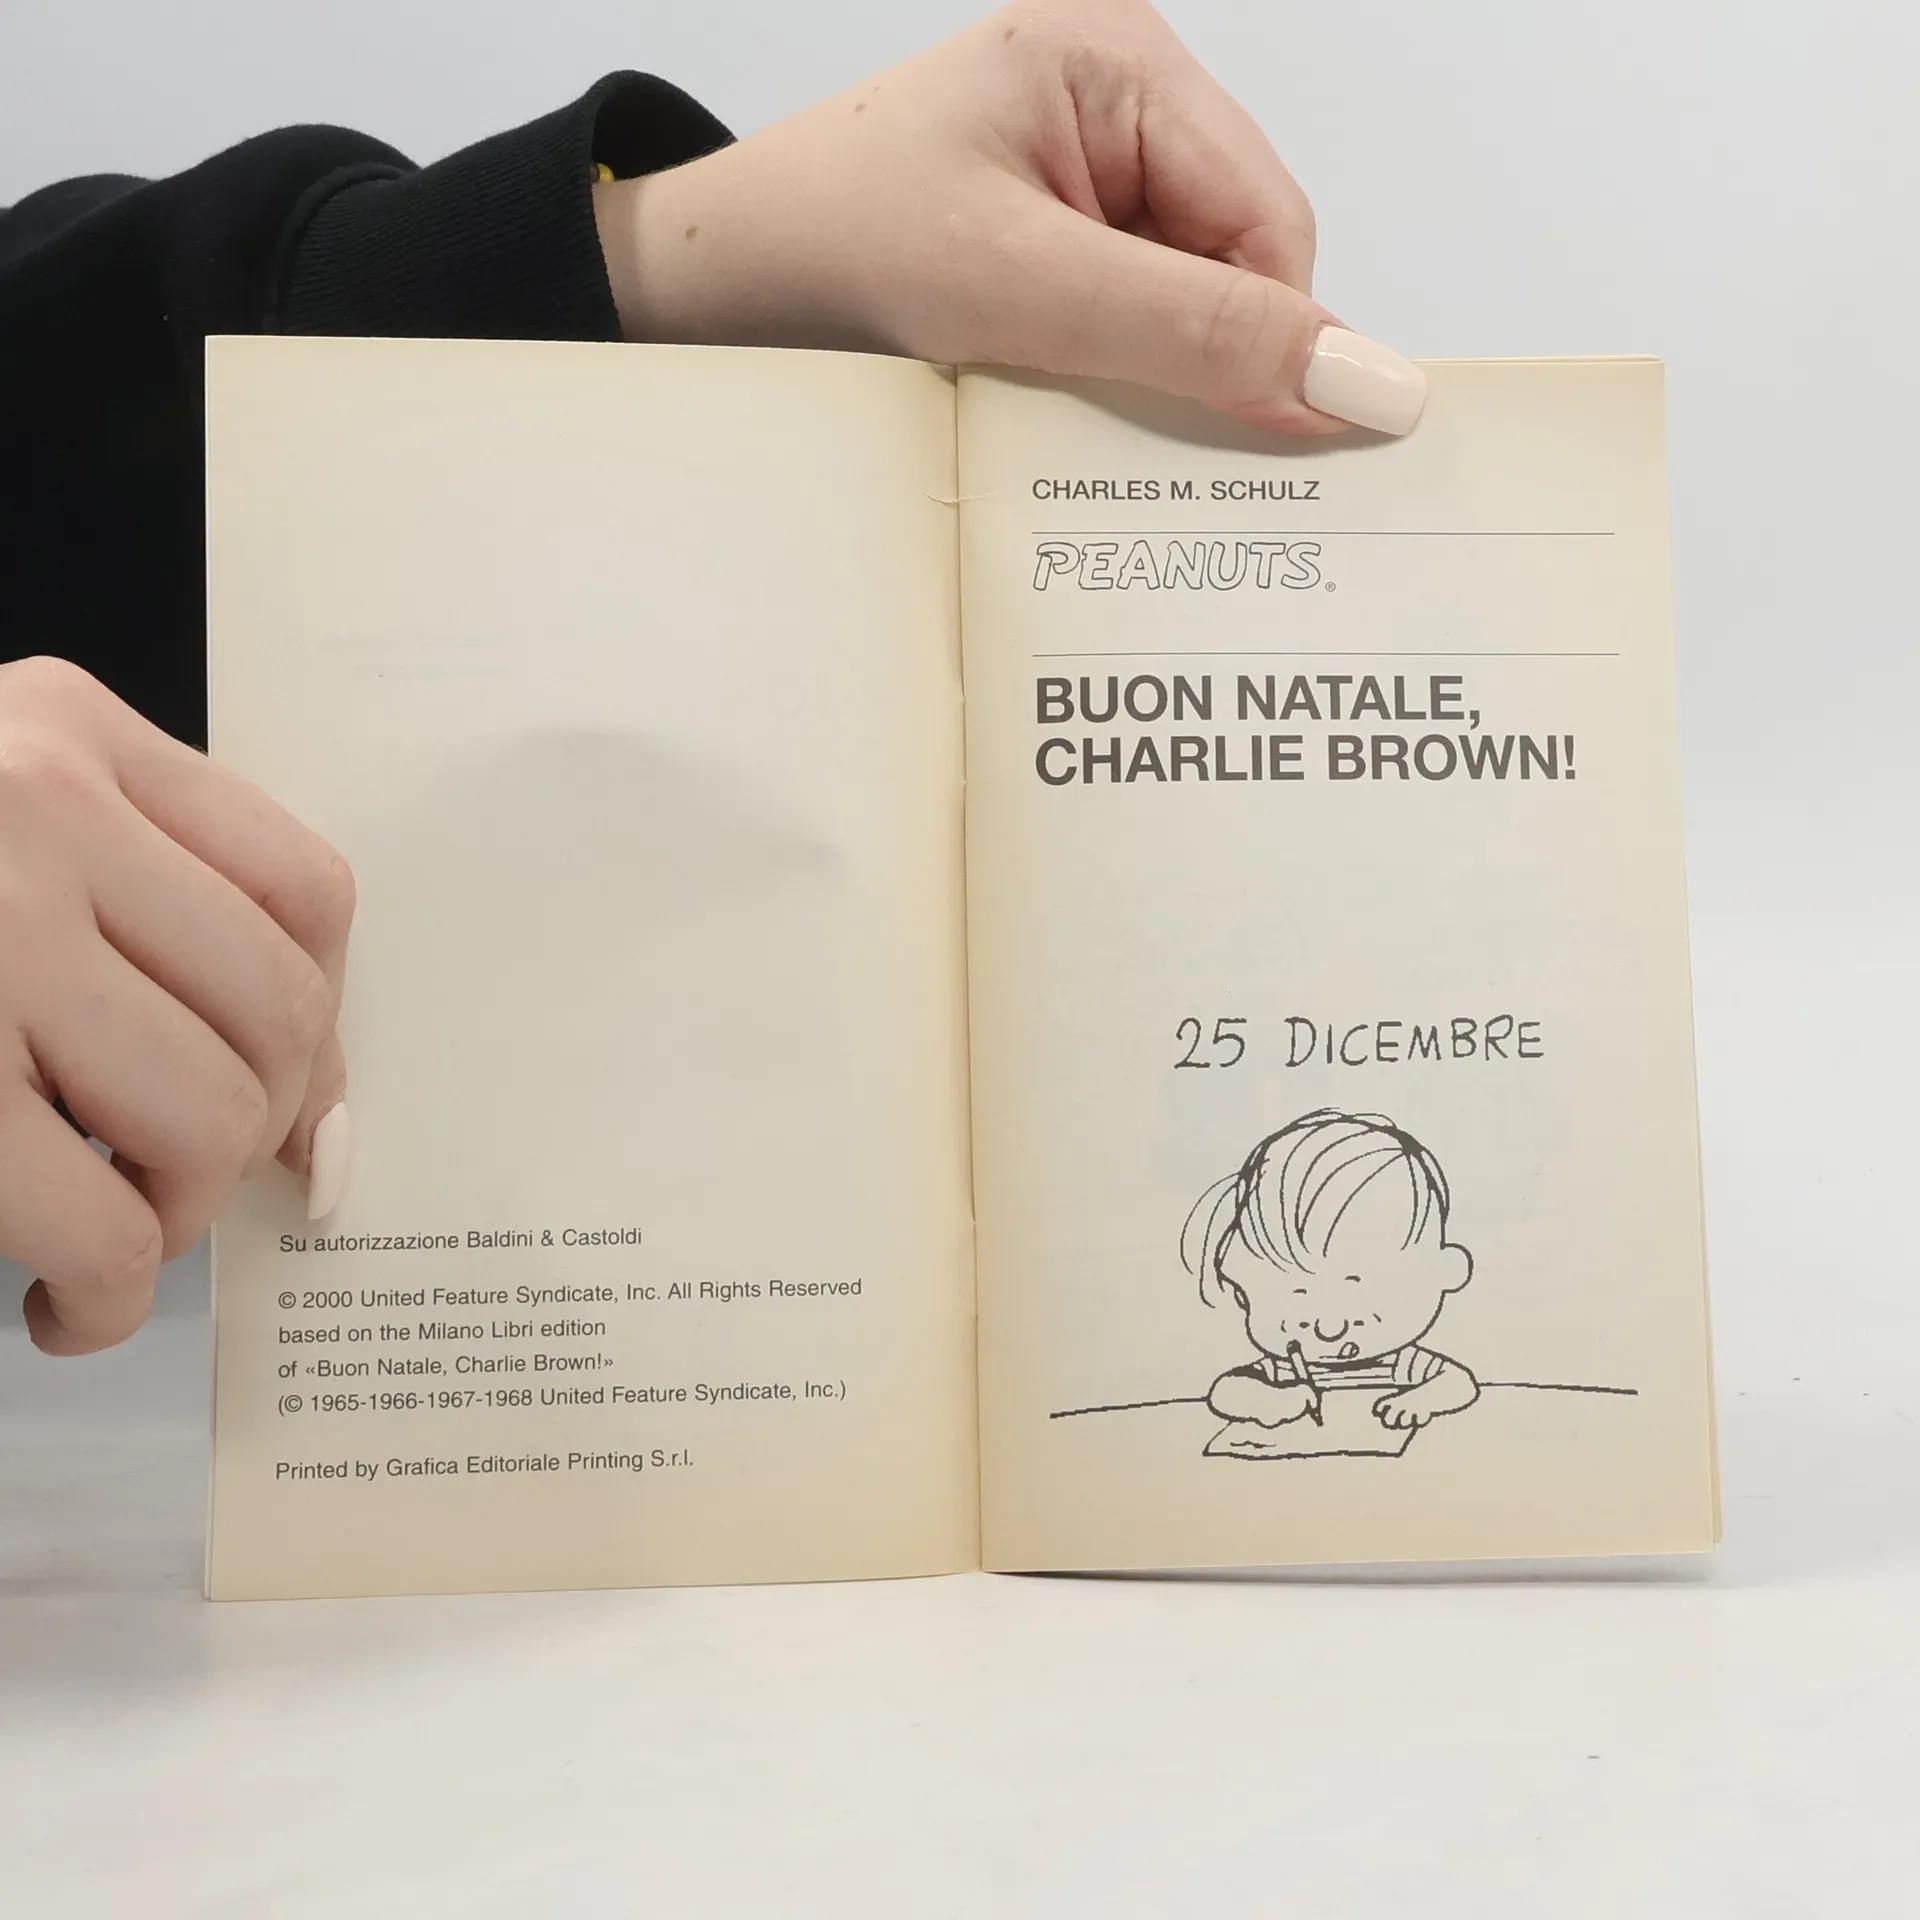 Su autorizzazione Baldini & Castoldi
© 2000 United Feature Syndicate, Inc. All Rights Reserved
based on the Milano Libri edition
of «Buon Natale, Charlie Brown!»
(© 1965-1966-1967-1968 United Feature Syndicate, Inc.)
Printed by Grafica Editoriale Printing S.r.l.
CHARLES M. SCHULZ
PEANUTS®
BUON NATALE,
CHARLIE BROWN!
25 DICEMBRE